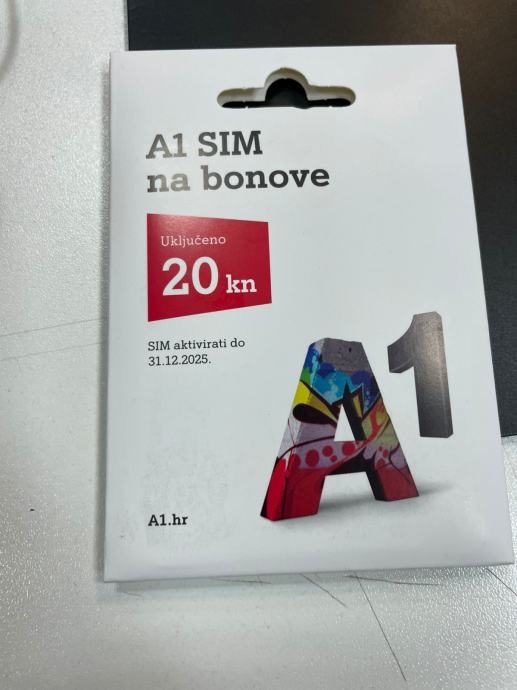 A1 SIM
na bonove
Uključeno
20 kn
SIM aktivirati do
31.12.2025.
A1
A1.hr